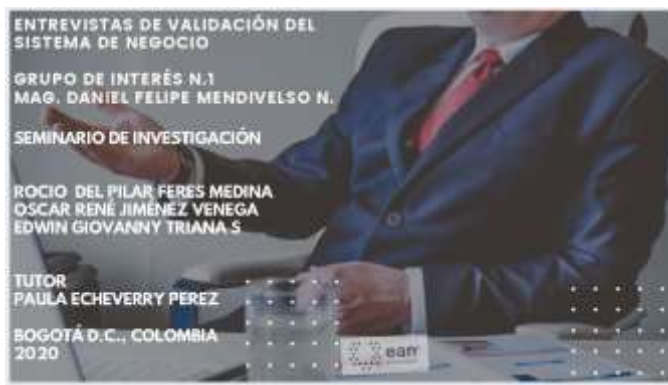 ENTREVISTAS DE VALIDACIÓN DEL
SISTEMA DE NEGOCIO
GRUPO DE INTERÉS N.1
MAG. DANIEL FELIPE MENDIVELSO N.
SEMINARIO DE INVESTIGACIÓN
ROCIO DEL PILAR FERES MEDINA
OSCAR RENÉ JIMÉNEZ VENEGA
EDWIN GIOVANNY TRIANA S
TUTOR
PAULA ECHEVERRY PEREZ
BOGOTÁ D.C., COLOMBIA
2020
ean